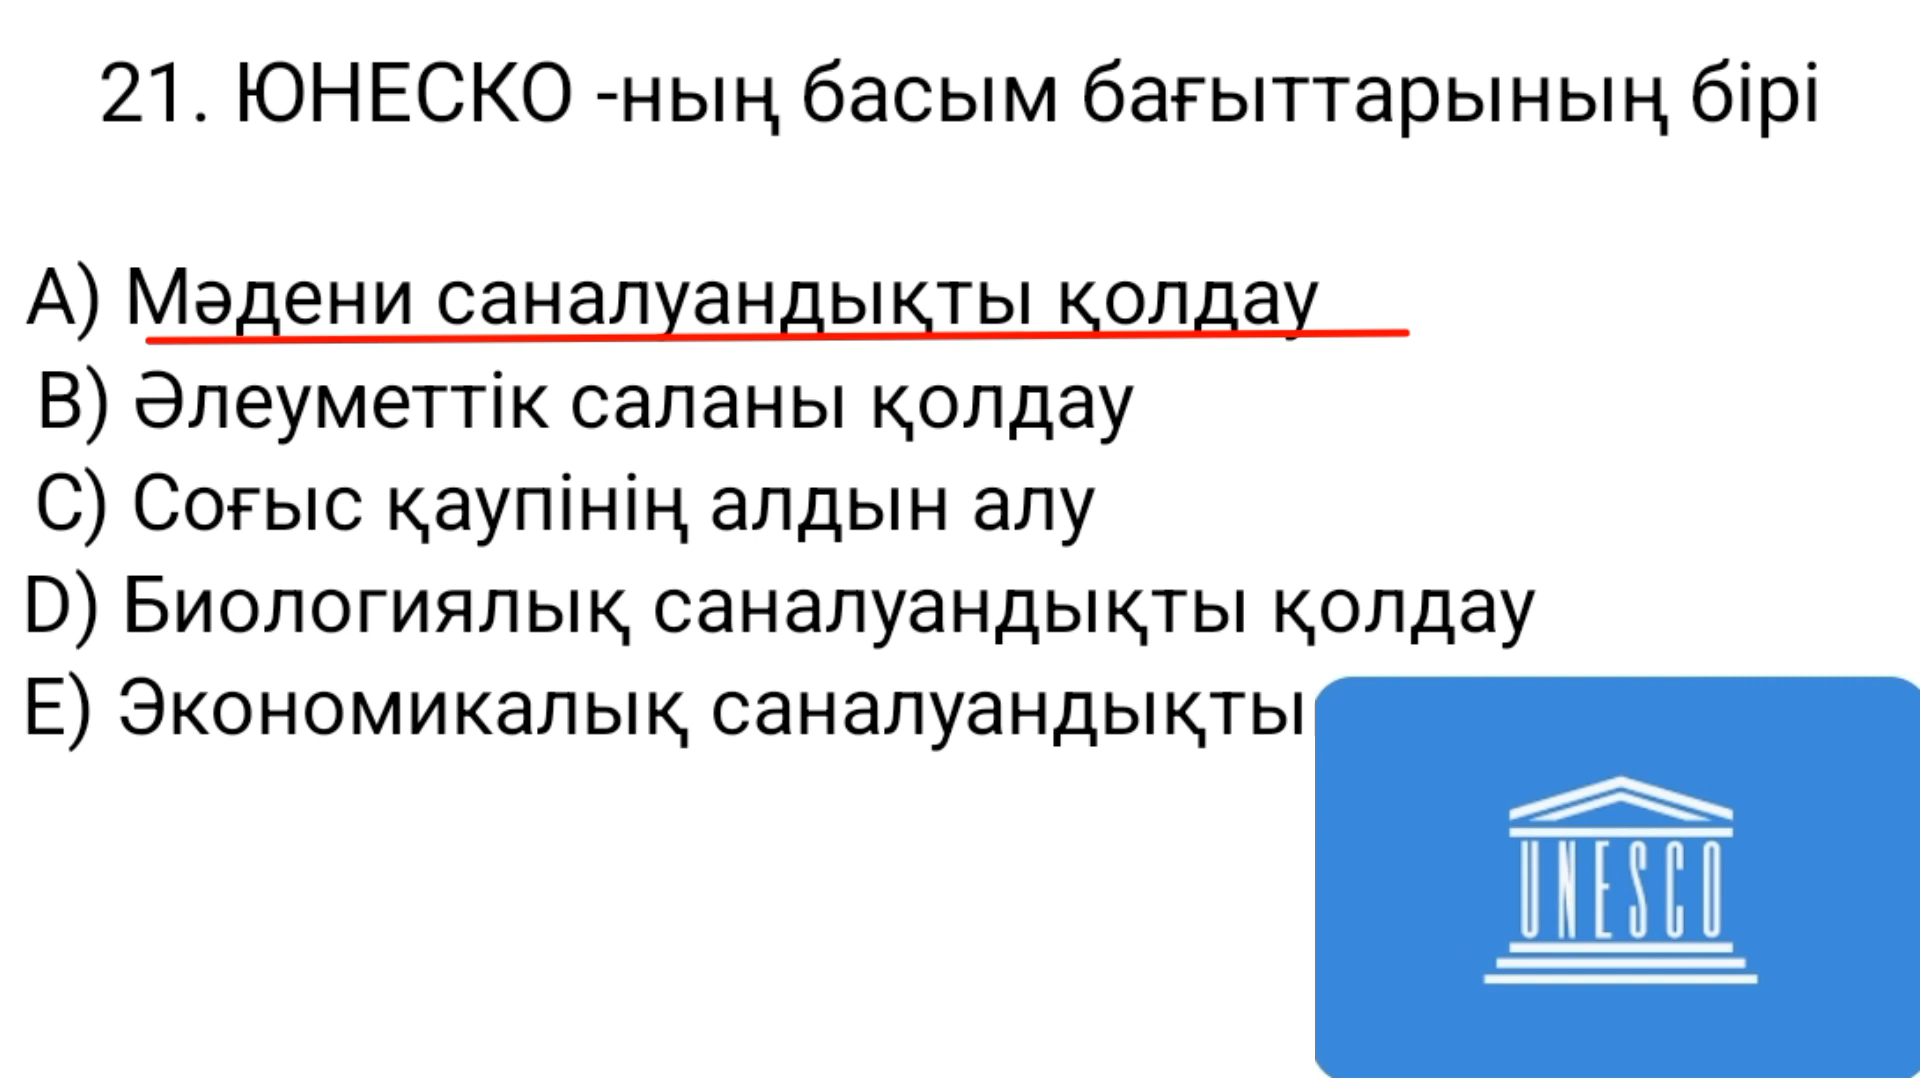 21. ЮНЕСКО -ның басым бағыттарының бірі
A) Мәдени саналуандықты қолдау
B) Әлеуметтік саланы қолдау
C) Соғыс қаупінің алдын алу
D) Биологиялық саналуандықты қолдау
E) Экономикалық саналуандықты
UNESCO